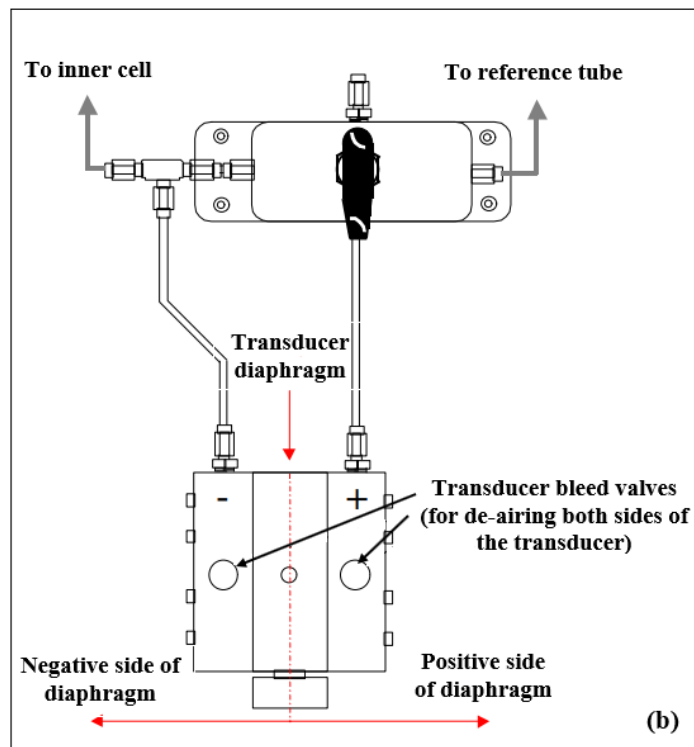 To inner cell
To reference tube
Transducer
diaphragm
-
+
Transducer bleed valves
(for de-airing both sides of
the transducer)
Negative side of
diaphragm
Positive side
of diaphragm
(b)